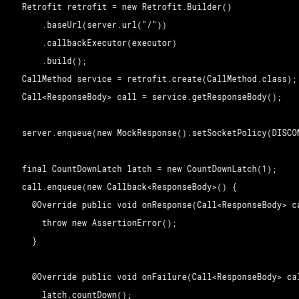 Retrofit retrofit = new Retrofit.Builder()
.baseUrl(server.url("/"))
.callbackExecutor(executor)
.build();
CallMethod service = retrofit.create(CallMethod.class);
Call<ResponseBody> call = service.getResponseBody();
server.enqueue(new MockResponse().setSocketPolicy(DISCON
final CountDownLatch latch = new CountDownLatch(1);
call.enqueue(new Callback<ResponseBody>() {
@Override public void onResponse(Call<ResponseBody> ca
throw new AssertionError();
}
@Override public void onFailure(Call<ResponseBody> cal
latch.countDown();